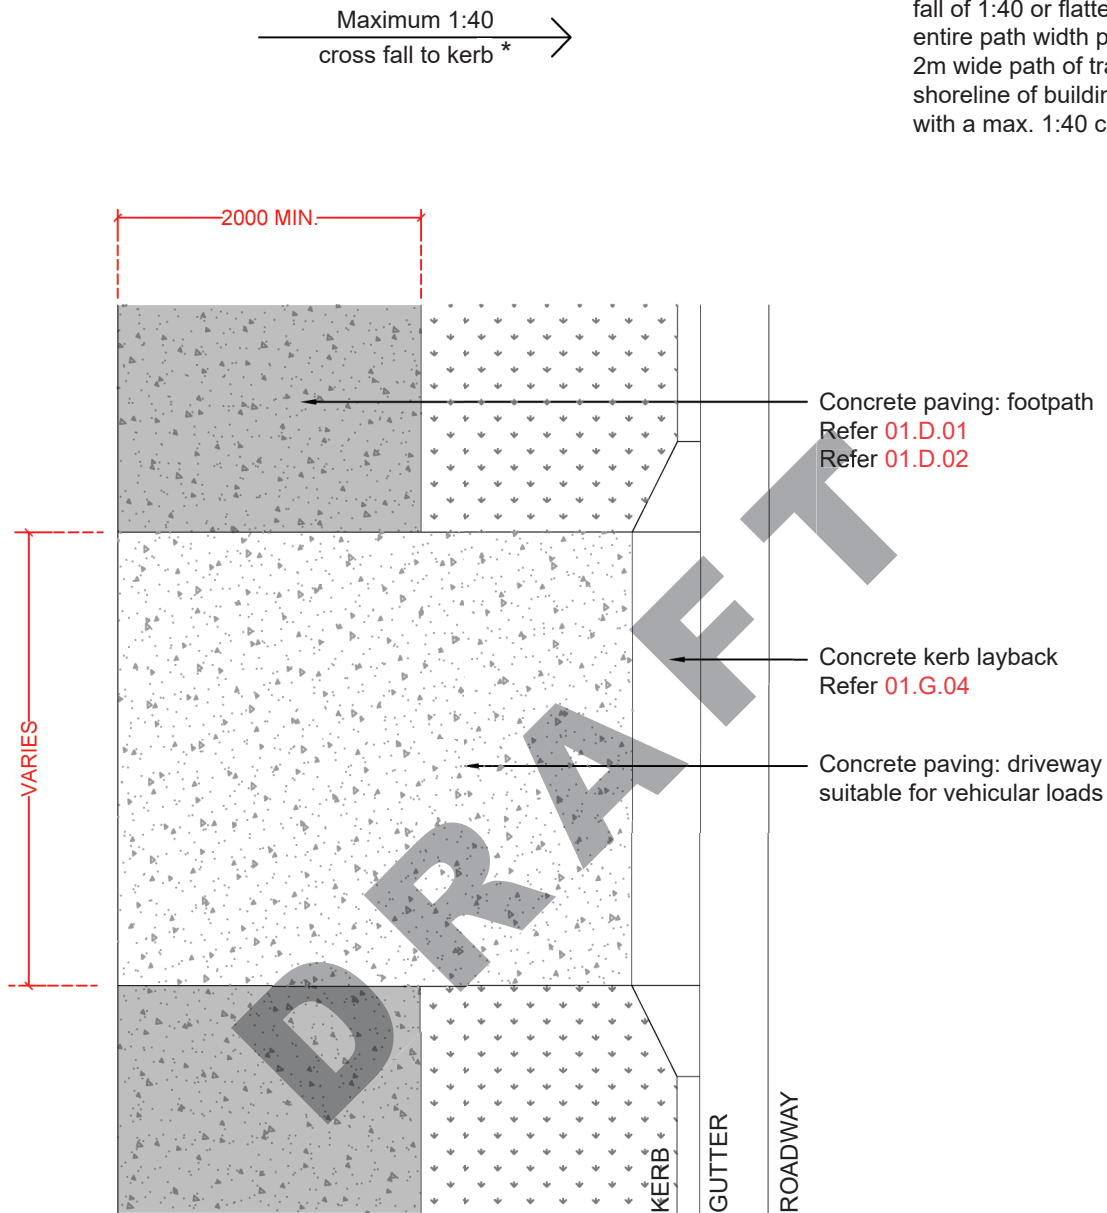 Maximum 1:40
cross fall to kerb *
fall of 1:40 or flatte
entire path width p
2m wide path of tra
shoreline of buildin
with a max. 1:40 c
2000 MIN.
Concrete paving: footpath
Refer 01.D.01
Refer 01.D.02
Concrete kerb layback
Refer 01.G.04
VARIES
Concrete paving: driveway
suitable for vehicular loads
DRAFT
KERB
GUTTER
ROADWAY